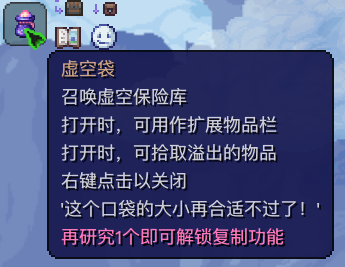 虚空袋
召唤虚空保险库
打开时，可用作扩展物品栏
打开时，可拾取溢出的物品
右键点击以关闭
'这个口袋的大小再合适不过了！'
再研究1个即可解锁复制功能